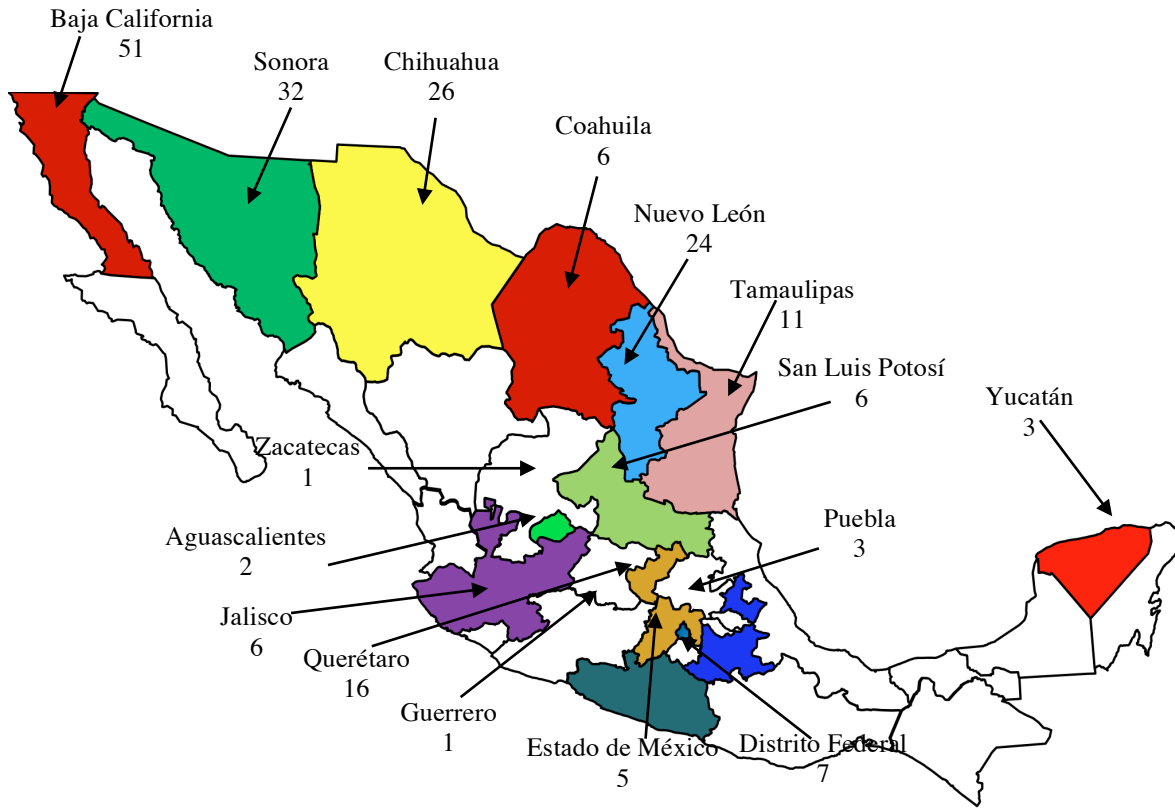 Baja California
51
Sonora
32
Chihuahua
26
Coahuila
6
Nuevo León
24
Tamaulipas
11
San Luis Potosí
6
Yucatán
3
Zacatecas
1
Aguascalientes
2
Puebla
3
Jalisco
6
Querétaro
16
Guerrero
1
Estado de México
5
Distrito Federal
7